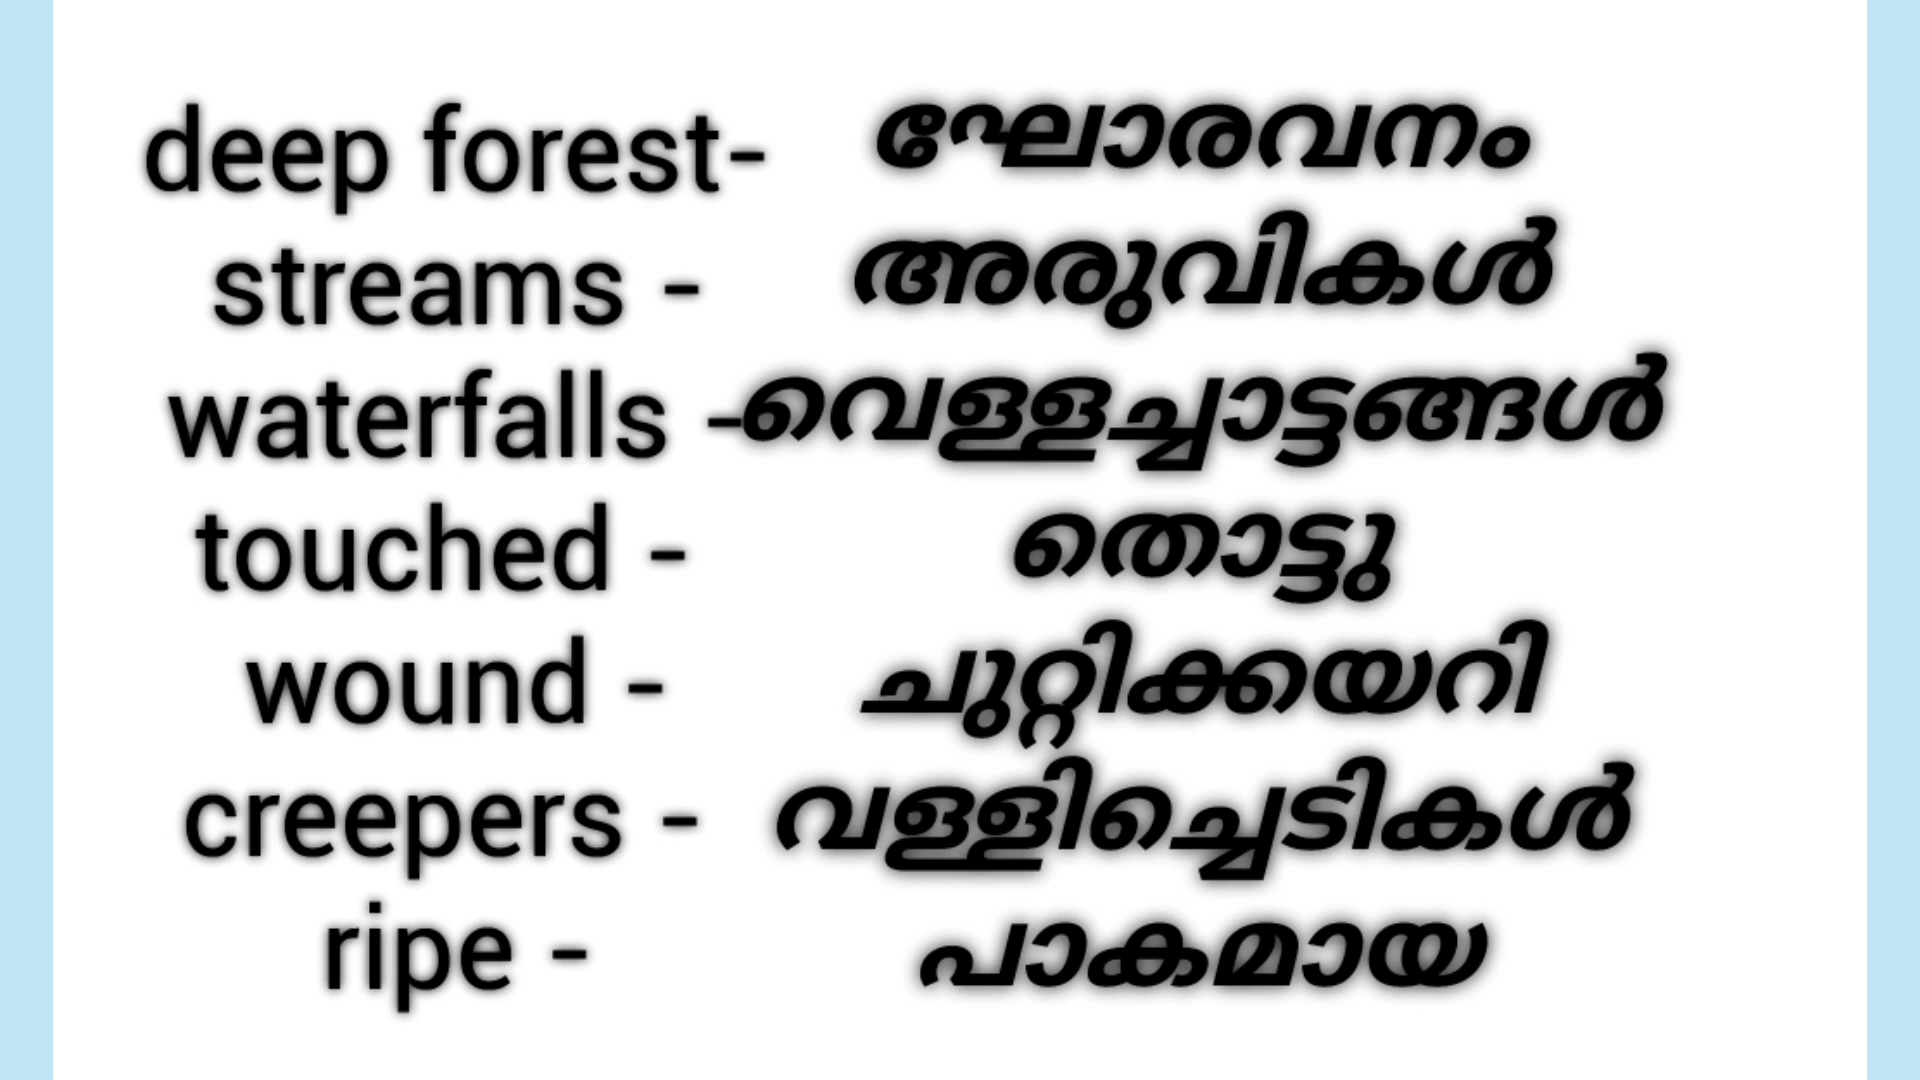 deep forest- ഘോരവനം
streams - അരുവികൾ
waterfalls - വെള്ളച്ചാട്ടങ്ങൾ
touched - തൊട്ടു
wound - ചുറ്റിക്കയറി
creepers - വള്ളിച്ചെടികൾ
ripe - പാകമായ